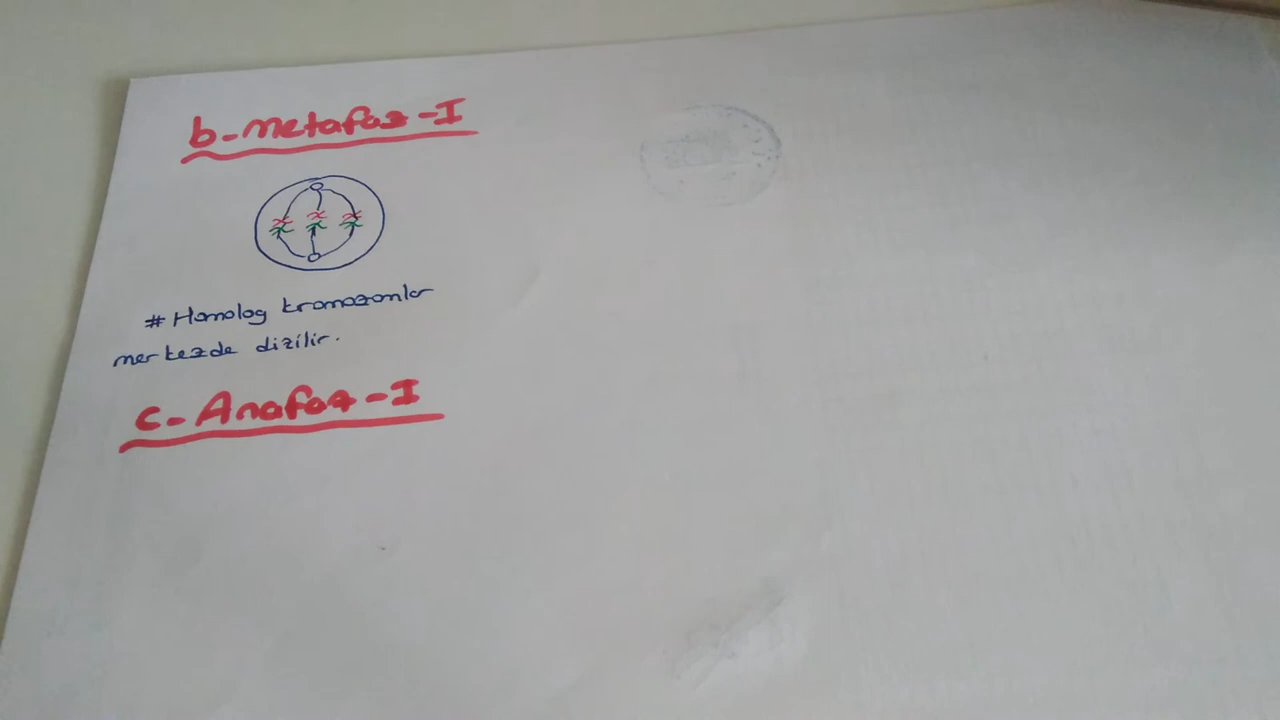 b-metafaz-I
# Homolog kromozomlar
merkezde dizilir.
c- Anafaz-I